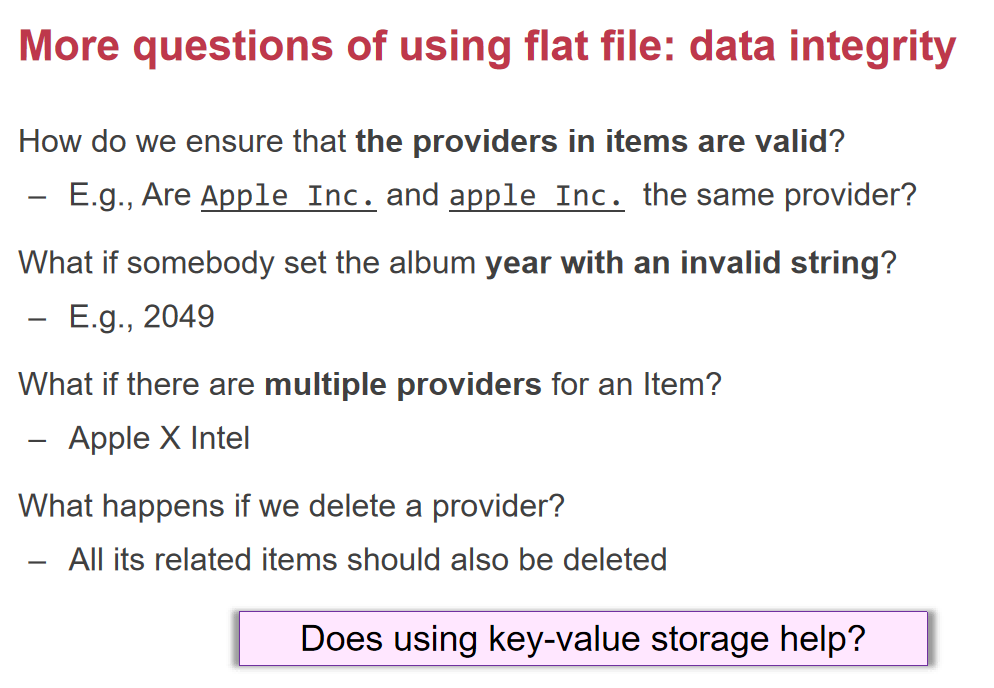 More questions of using flat file: data integrity
How do we ensure that the providers in items are valid?
– E.g., Are Apple Inc. and apple Inc. the same provider?
What if somebody set the album year with an invalid string?
– E.g., 2049
What if there are multiple providers for an Item?
– Apple X Intel
What happens if we delete a provider?
– All its related items should also be deleted
Does using key-value storage help?